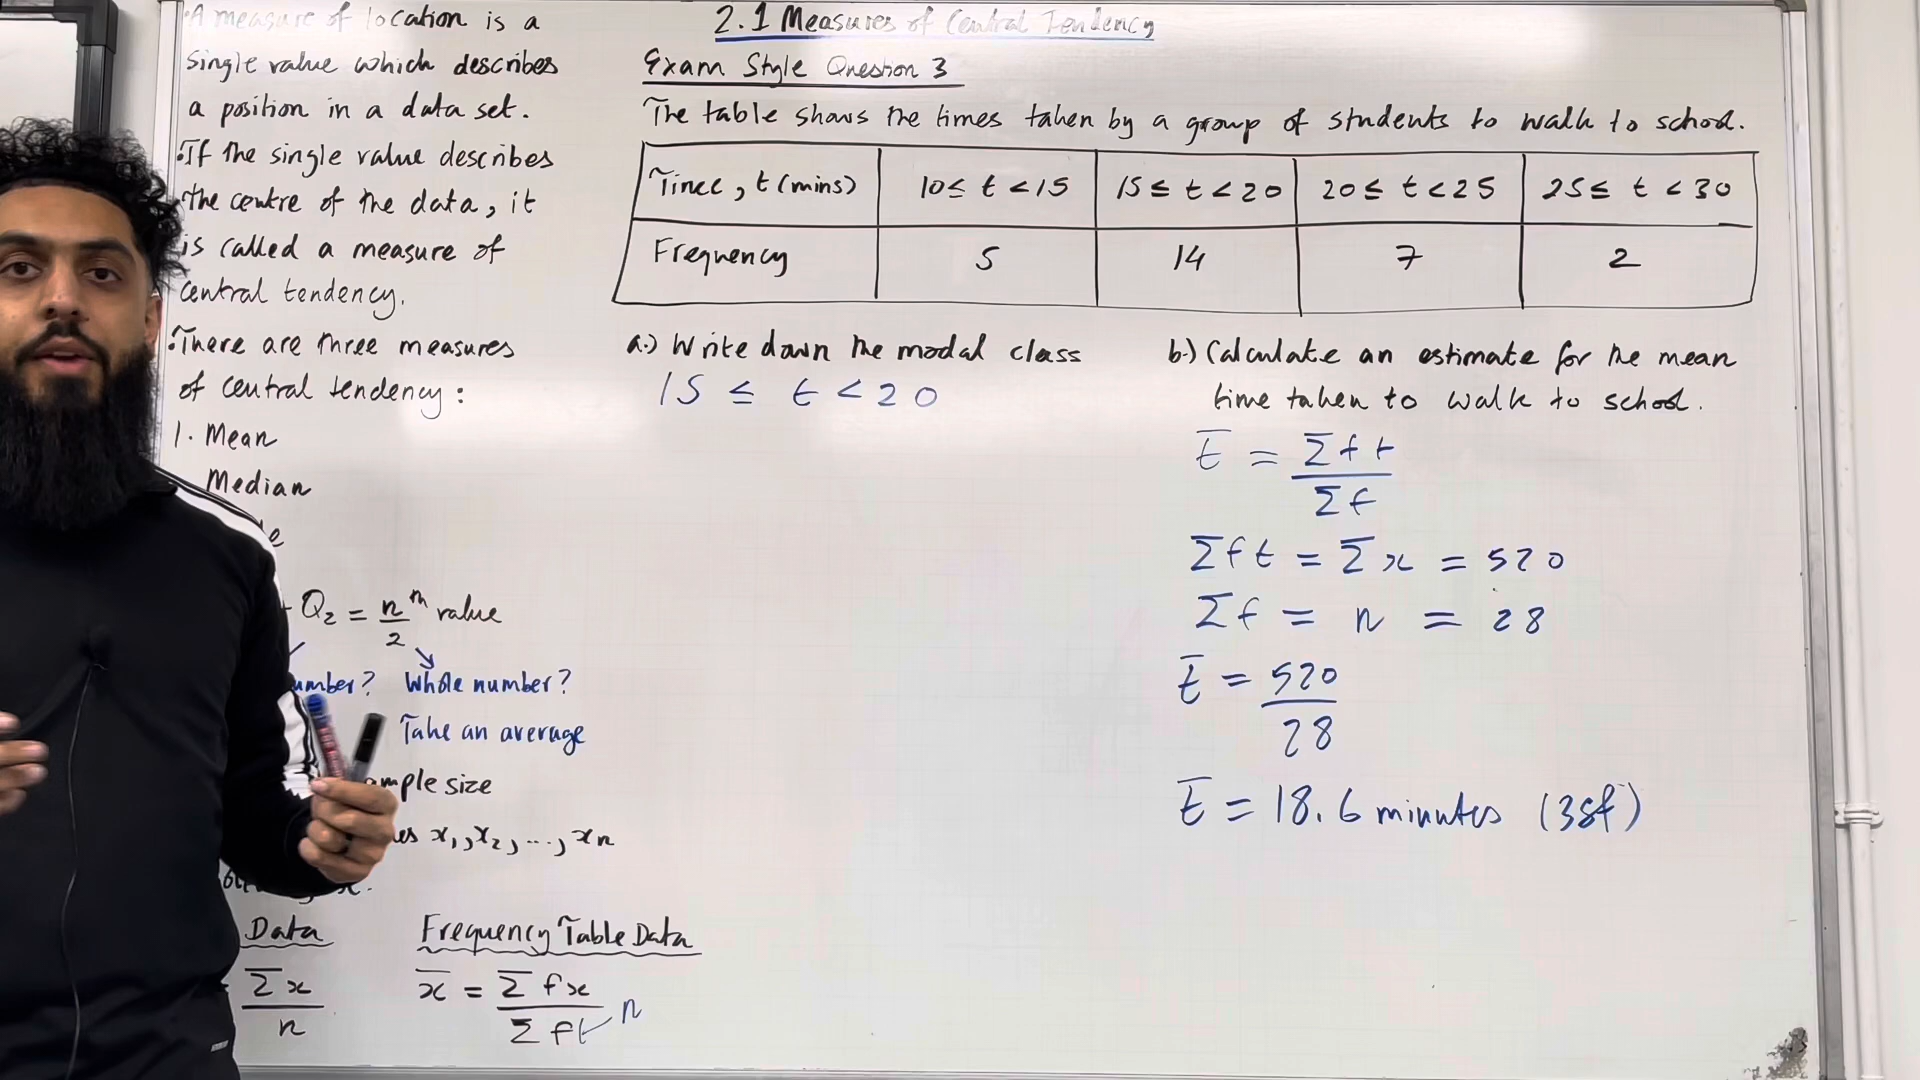 2.1 Measures of Central Tendency
• A measure of location is a
single value which describes
a position in a data set.
• If the single value describes
the centre of the data, it
is called a measure of
central tendency.
• There are three measures
of central tendency:
1. Mean
Median
Q₂ = n/2 th value
Whole number?
Take an average
size
x₁, x₂, ..., xn
Data
Σx / n
Frequency Table Data
x̄ = Σfx / Σf n
Exam Style Question 3
The table shows the times taken by a group of students to walk to school.
Time, t (mins) 10 ≤ t < 15 15 ≤ t < 20 20 ≤ t < 25 25 ≤ t < 30
Frequency 5 14 7 2
a.) Write down the modal class
15 ≤ t < 20
b.) Calculate an estimate for the mean
time taken to walk to school.
t̄ = Σft / Σf
Σft = Σx = 520
Σf = n = 28
t̄ = 520 / 28
t̄ = 18.6 minutes (3sf)